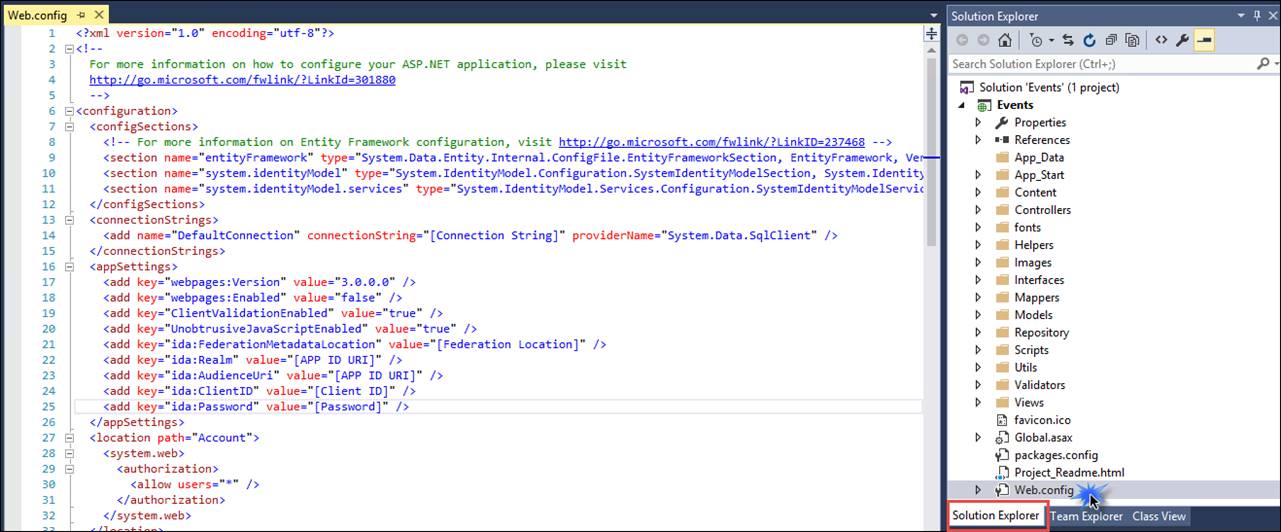 Web.config
1 <?xml version="1.0" encoding="utf-8"?>
2 <!--
3 For more information on how to configure your ASP.NET application, please visit
4 http://go.microsoft.com/fwlink/?LinkId=301880
5 -->
6 <configuration>
7 <configSections>
8 <!-- For more information on Entity Framework configuration, visit http://go.microsoft.com/fwlink/?LinkID=237468 -->
9 <section name="entityFramework" type="System.Data.Entity.Internal.ConfigFile.EntityFrameworkSection, EntityFramework, Ver
10 <section name="system.identityModel" type="System.IdentityModel.Configuration.SystemIdentityModelSection, System.Identity
11 <section name="system.identityModel.services" type="System.IdentityModel.Services.Configuration.SystemIdentityModelServic
12 </configSections>
13 <connectionStrings>
14 <add name="DefaultConnection" connectionString="[Connection String]" providerName="System.Data.SqlClient" />
15 </connectionStrings>
16 <appSettings>
17 <add key="webpages:Version" value="3.0.0.0" />
18 <add key="webpages:Enabled" value="false" />
19 <add key="ClientValidationEnabled" value="true" />
20 <add key="UnobtrusiveJavaScriptEnabled" value="true" />
21 <add key="ida:FederationMetadataLocation" value="[Federation Location]" />
22 <add key="ida:Realm" value="[APP ID URI]" />
23 <add key="ida:AudienceUri" value="[APP ID URI]" />
24 <add key="ida:ClientID" value="[Client ID]" />
25 <add key="ida:Password" value="[Password]" />
26 </appSettings>
27 <location path="Account">
28 <system.web>
29 <authorization>
30 <allow users="*" />
31 </authorization>
32 </system.web>
33 </location>
Solution Explorer
Search Solution Explorer (Ctrl+;)
Solution 'Events' (1 project)
Events
Properties
References
App_Data
App_Start
Content
Controllers
fonts
Helpers
Images
Interfaces
Mappers
Models
Repository
Scripts
Utils
Validators
Views
favicon.ico
Global.asax
packages.config
Project_Readme.html
Web.config
Solution Explorer Team Explorer Class View